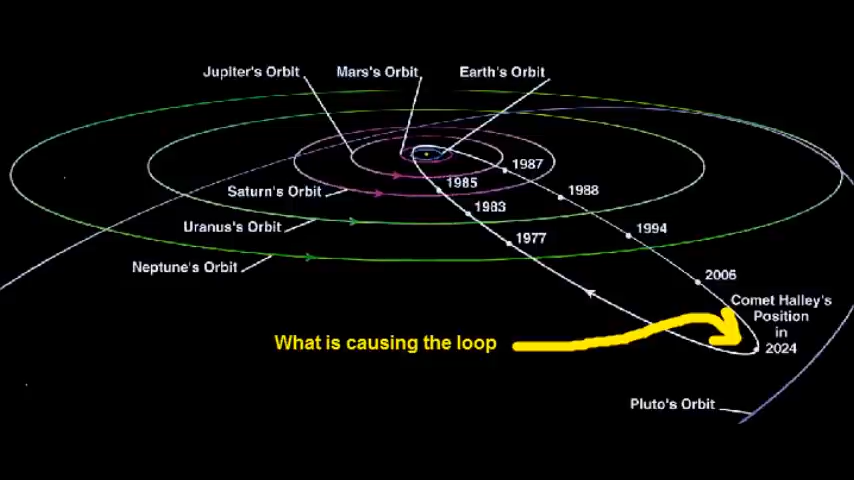 Jupiter's Orbit
Mars's Orbit
Earth's Orbit
1987
1985
1988
Saturn's Orbit
1983
Uranus's Orbit
1994
1977
Neptune's Orbit
2006
Comet Halley's
Position
in
2024
What is causing the loop
Pluto's Orbit